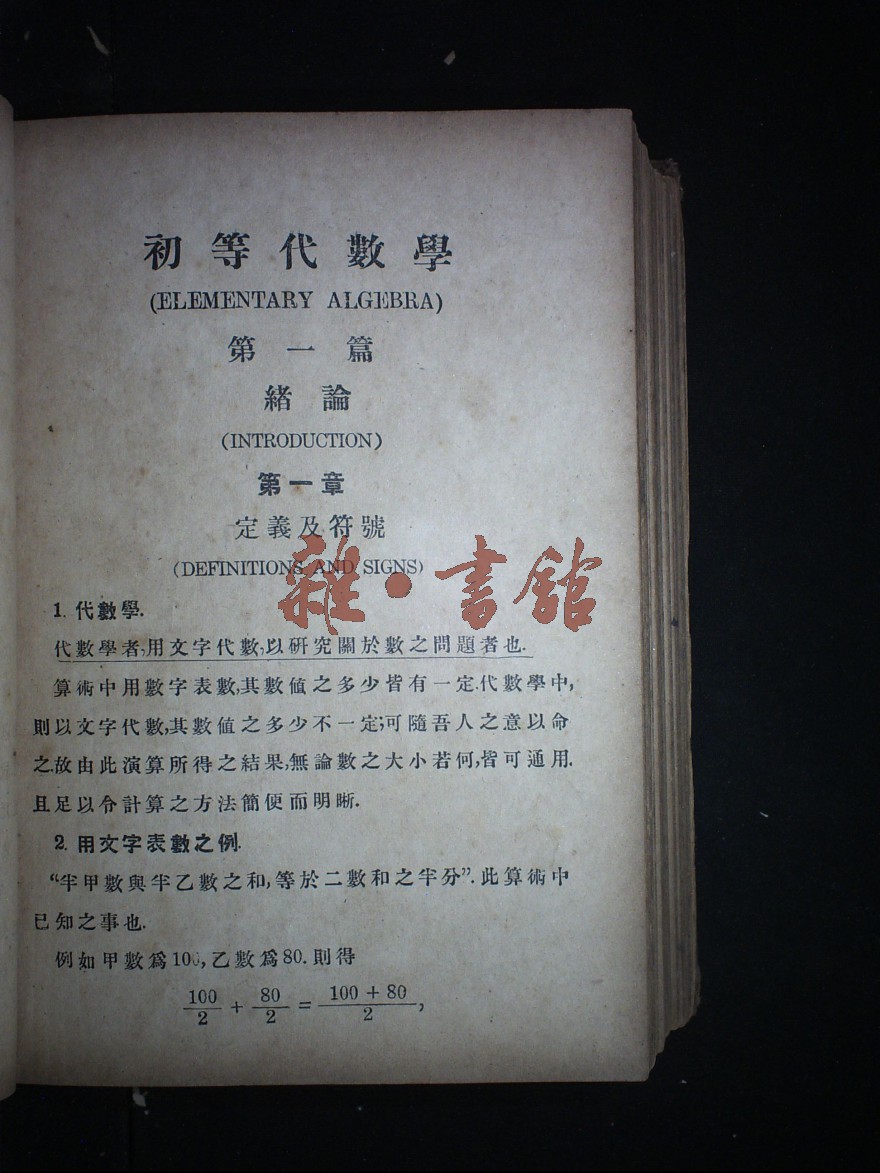 初等代數學
(ELEMENTARY ALGEBRA)
第一篇
緒論
(INTRODUCTION)
第一章
定義及符號
(DEFINITIONS AND SIGNS)
雜·書館
1. 代數學.
代數學者,用文字代數,以研究關於數之問題者也.
算術中用數字表數,其數値之多少皆有一定.代數學中,
則以文字代數,其數値之多少不一定;可隨吾人之意以命
之.故由此演算所得之結果,無論數之大小若何,皆可通用.
且足以令計算之方法簡便而明晰.
2. 用文字表數之例.
“半甲數與半乙數之和,等於二數和之半分”.此算術中
已知之事也.
例如甲數爲100,乙數爲80.則得
100/2 + 80/2 = (100 + 80)/2,